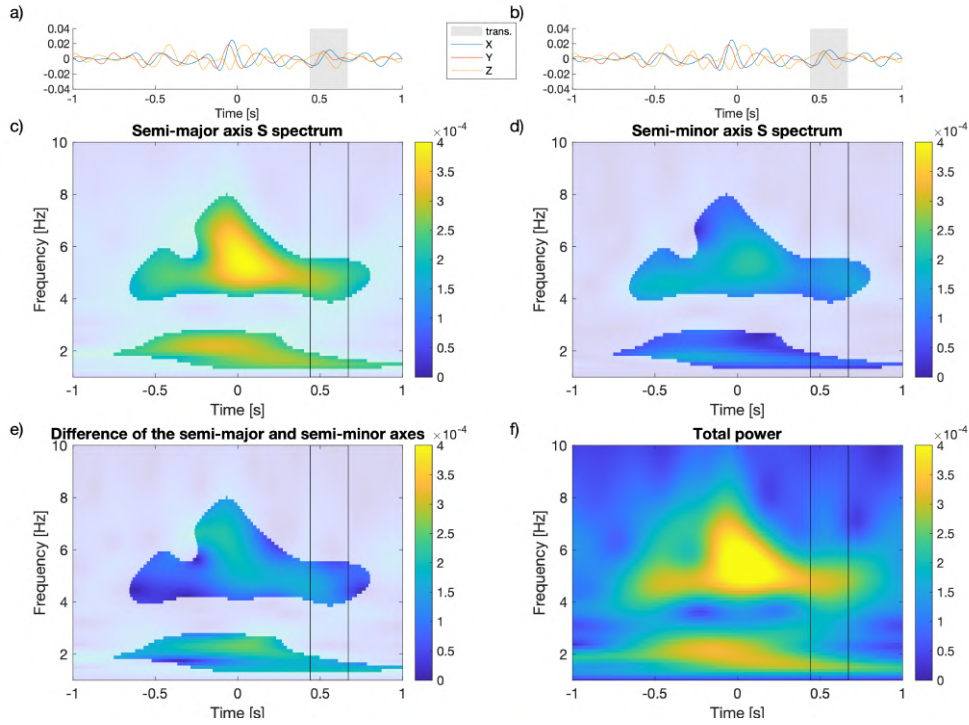 a)
b)
0.04
0.02
0
-0.02
-0.04
-1 -0.5 0 0.5 1
Time [s]
trans.
X
Y
Z
0.04
0.02
0
-0.02
-0.04
-1 -0.5 0 0.5 1
Time [s]
c)
Semi-major axis S spectrum
×10⁻⁴
10
8
6
4
2
Frequency [Hz]
-1 -0.5 0 0.5 1
Time [s]
4
3.5
3
2.5
2
1.5
1
0.5
0
d)
Semi-minor axis S spectrum
×10⁻⁴
10
8
6
4
2
Frequency [Hz]
-1 -0.5 0 0.5 1
Time [s]
4
3.5
3
2.5
2
1.5
1
0.5
0
e)
Difference of the semi-major and semi-minor axes
×10⁻⁴
10
8
6
4
2
Frequency [Hz]
-1 -0.5 0 0.5 1
Time [s]
4
3.5
3
2.5
2
1.5
1
0.5
0
f)
Total power
×10⁻⁴
10
8
6
4
2
Frequency [Hz]
-1 -0.5 0 0.5 1
Time [s]
4
3.5
3
2.5
2
1.5
1
0.5
0